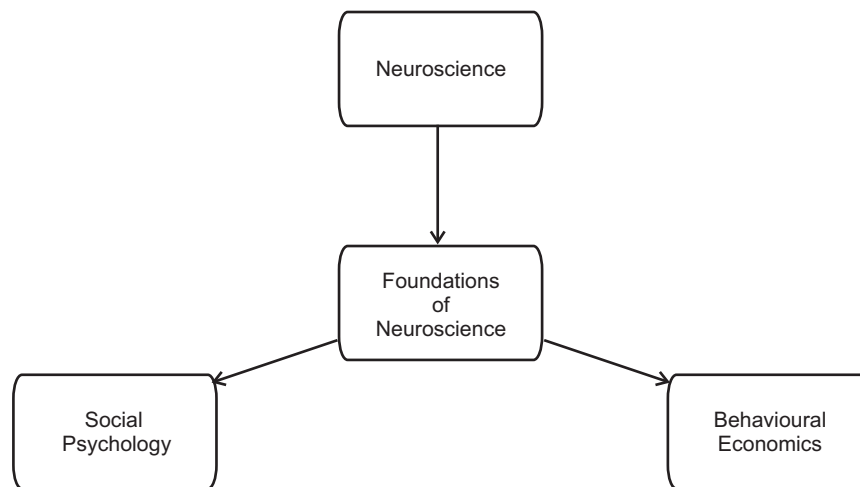 Neuroscience
Foundations
of
Neuroscience
Social
Psychology
Behavioural
Economics